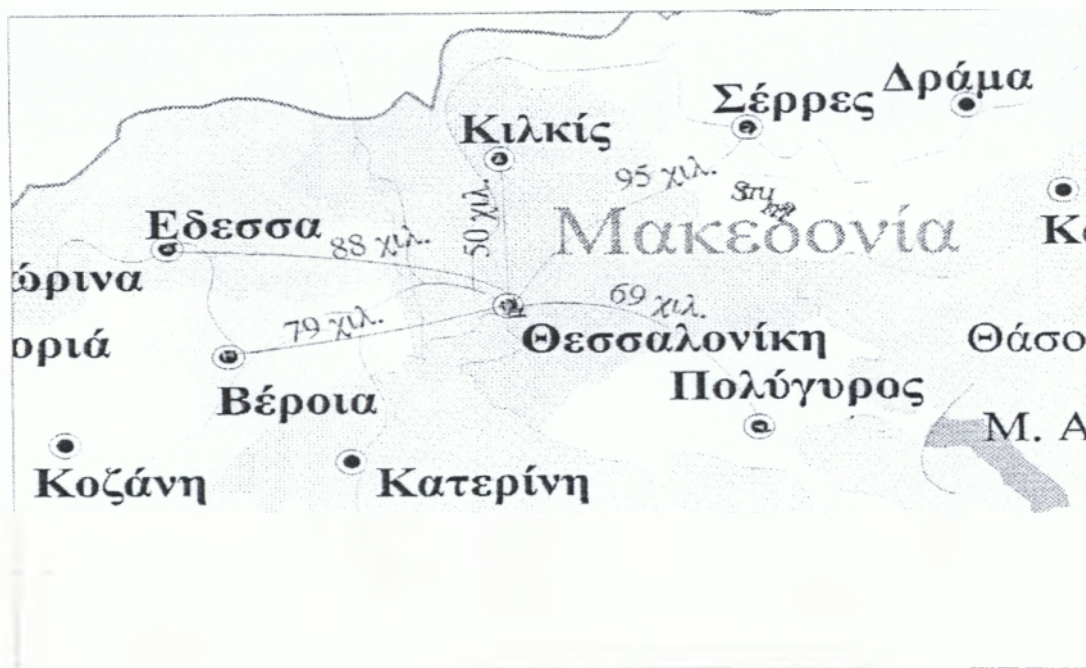 Δράμα
Σέρρες
Κιλκίς
95 χιλ.
50 χιλ.
Μακεδονία
Εδεσσα
88 χιλ.
Κα
ώρινα
69 χιλ.
79 χιλ.
Θεσσαλονίκη
οριά
Θάσο
Πολύγυρος
Βέροια
Μ. Α
Κοζάνη
Κατερίνη